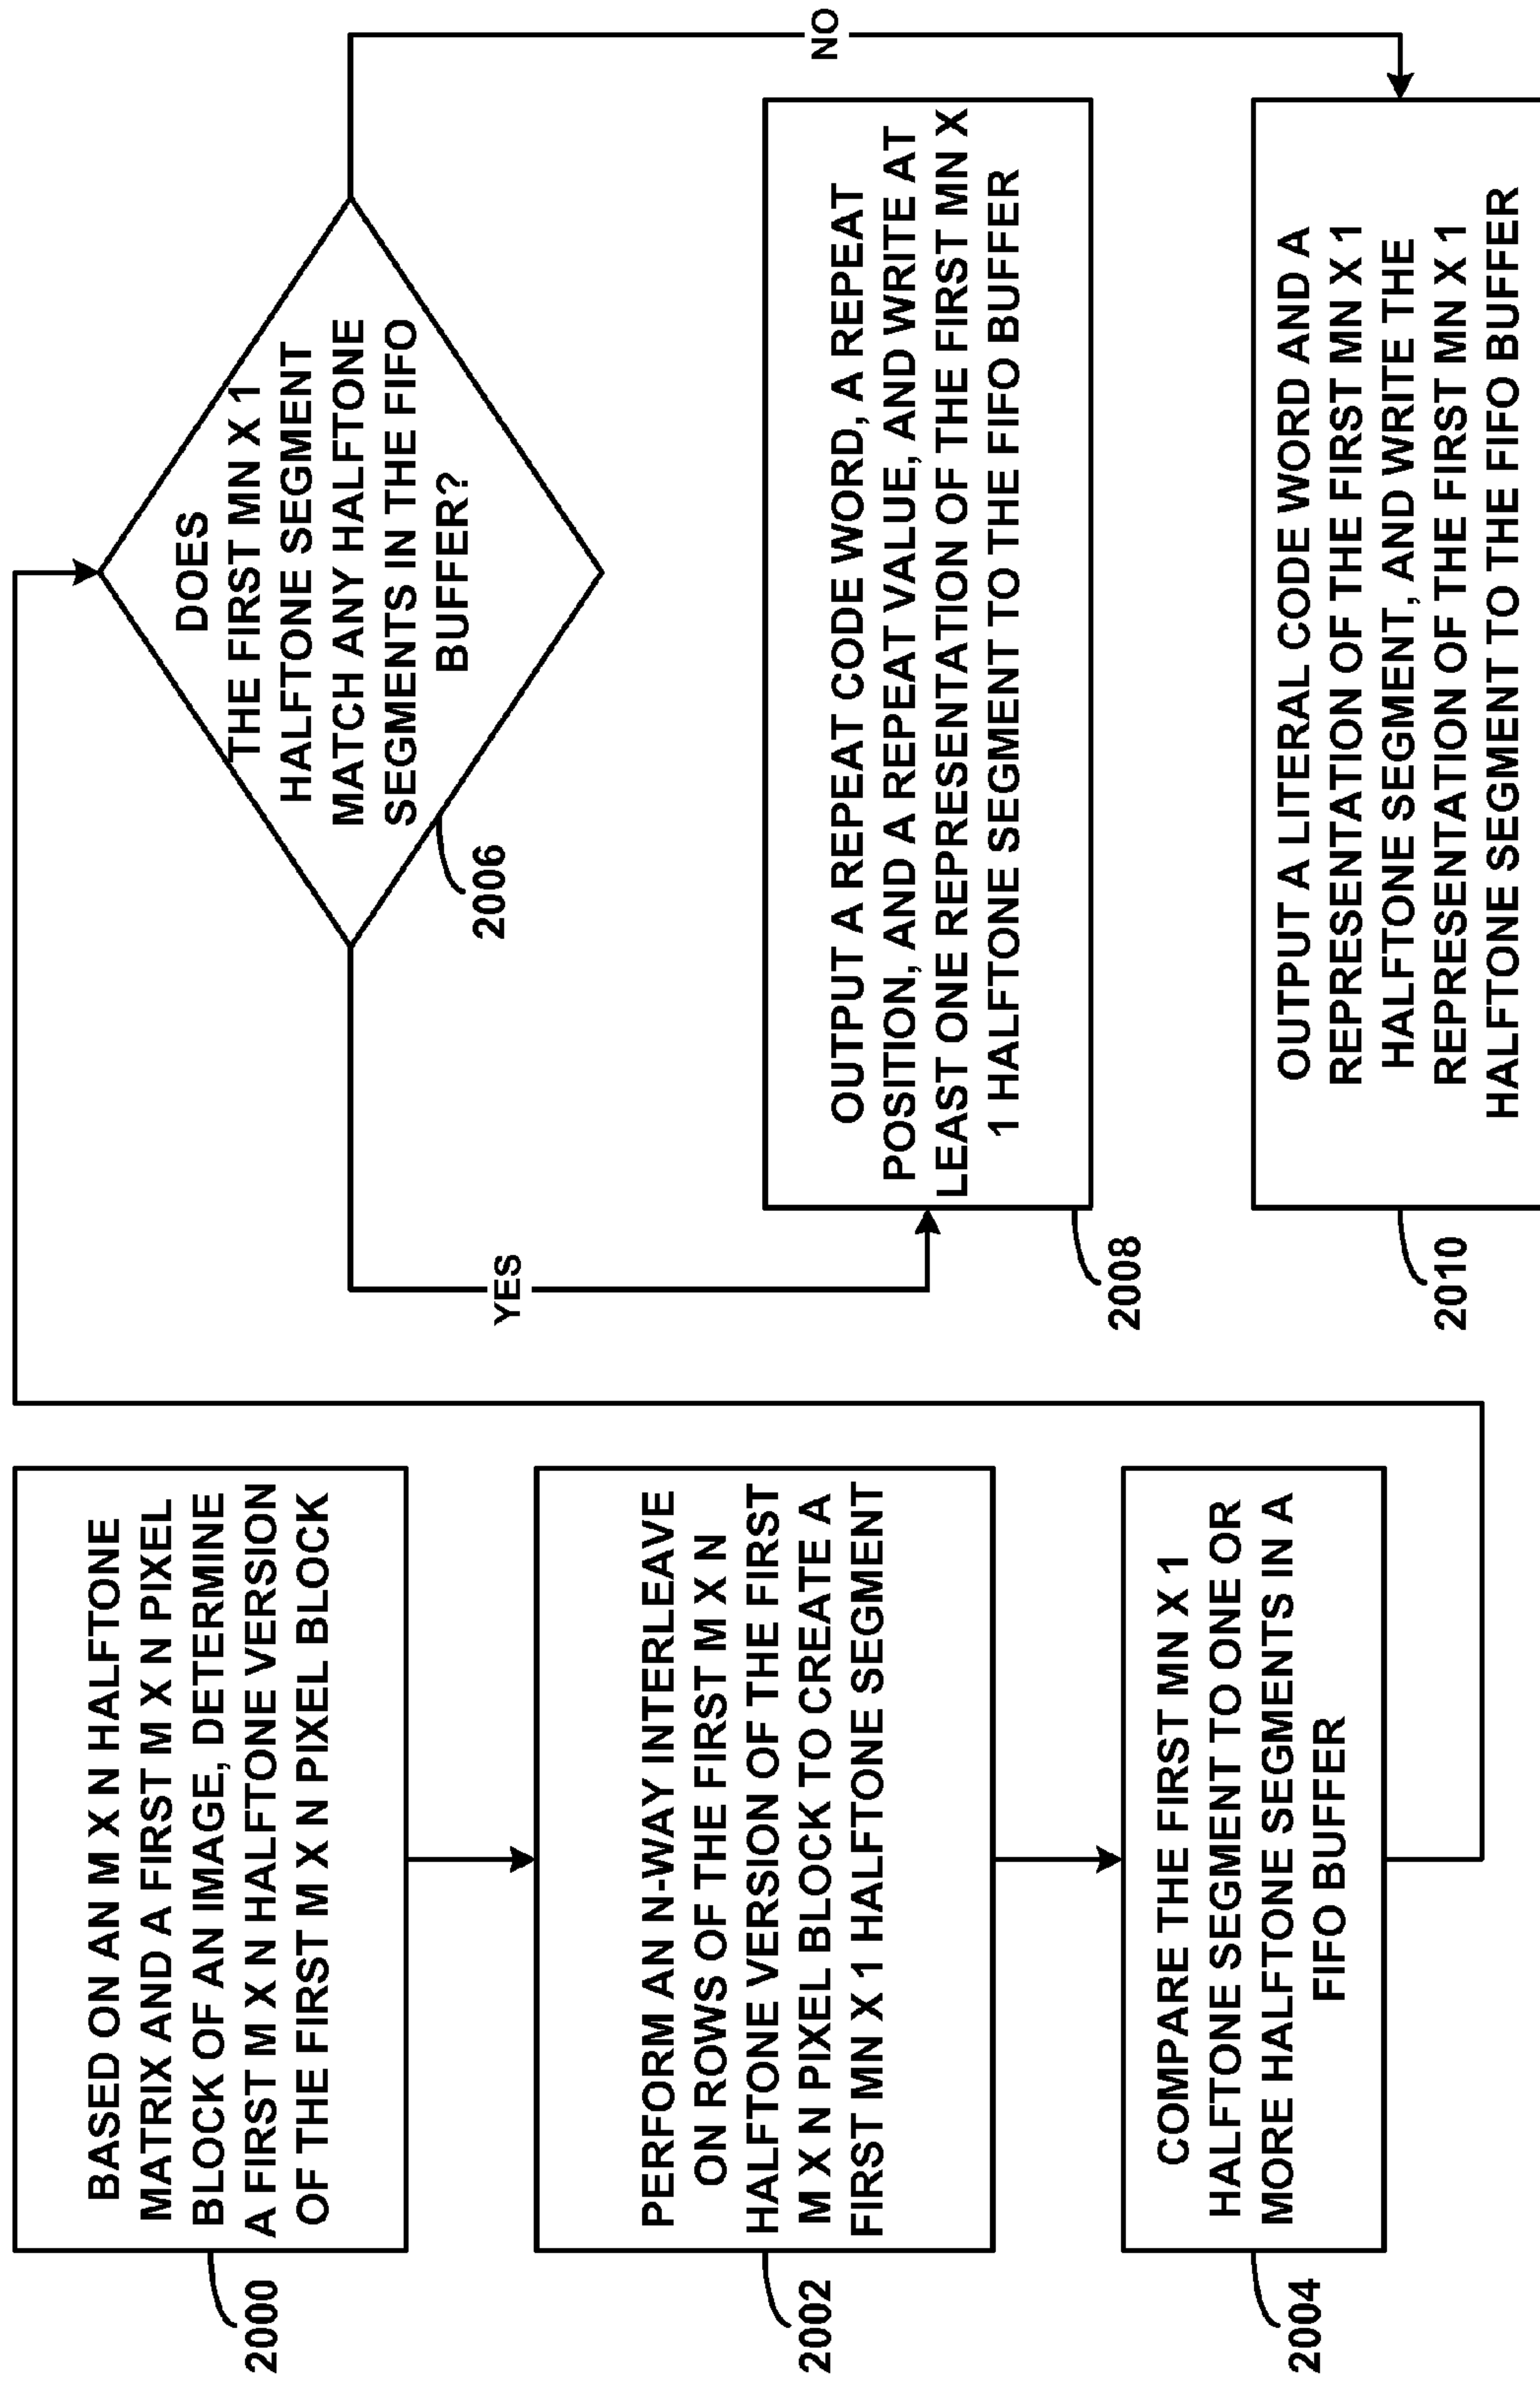 BASED ON AN M X N HALFTONE
MATRIX AND A FIRST M X N PIXEL
BLOCK OF AN IMAGE, DETERMINE
A FIRST M X N HALFTONE VERSION
OF THE FIRST M X N PIXEL BLOCK
2000
PERFORM AN N-WAY INTERLEAVE
ON ROWS OF THE FIRST M X N
HALFTONE VERSION OF THE FIRST
M X N PIXEL BLOCK TO CREATE A
FIRST MN X 1 HALFTONE SEGMENT
2002
COMPARE THE FIRST MN X 1
HALFTONE SEGMENT TO ONE OR
MORE HALFTONE SEGMENTS IN A
FIFO BUFFER
2004
DOES
THE FIRST MN X 1
HALFTONE SEGMENT
MATCH ANY HALFTONE
SEGMENTS IN THE FIFO
BUFFER?
2006
YES
NO
OUTPUT A REPEAT CODE WORD, A REPEAT
POSITION, AND A REPEAT VALUE, AND WRITE AT
LEAST ONE REPRESENTATION OF THE FIRST MN X
1 HALFTONE SEGMENT TO THE FIFO BUFFER
2008
OUTPUT A LITERAL CODE WORD AND A
REPRESENTATION OF THE FIRST MN X 1
HALFTONE SEGMENT, AND WRITE THE
REPRESENTATION OF THE FIRST MN X 1
HALFTONE SEGMENT TO THE FIFO BUFFER
2010